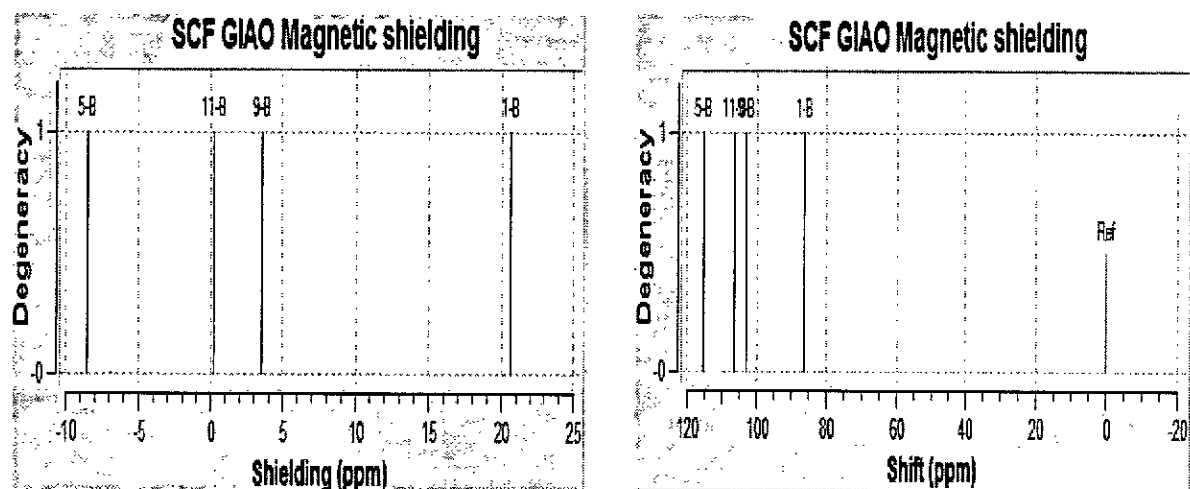 SCF GIAO Magnetic shielding
5-B 11-B 9-B 1-B
Degeneracy
1
-0
-10 -5 0 5 10 15 20 25
Shielding (ppm)
SCF GIAO Magnetic shielding
5-B 11-B 9-B 1-B
Ref
Degeneracy
1
-0
120 100 80 60 40 20 0 -20
Shift (ppm)